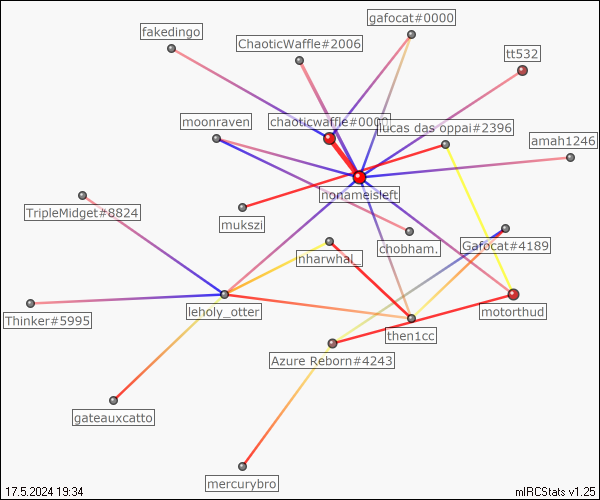 gafocat#0000
fakedingo
ChaoticWaffle#2006
tt532
moonraven
chaoticwaffle#0000
lucas das oppai#2396
amah1246
nonameisleft
TripleMidget#8824
mukszi
chobham.
Gafocat#4189
nharwhal_
Thinker#5995
leholy_otter
motorthud
then1cc
Azure Reborn#4243
gateauxcatto
mercurybro
17.5.2024 19:34
mIRCStats v1.25